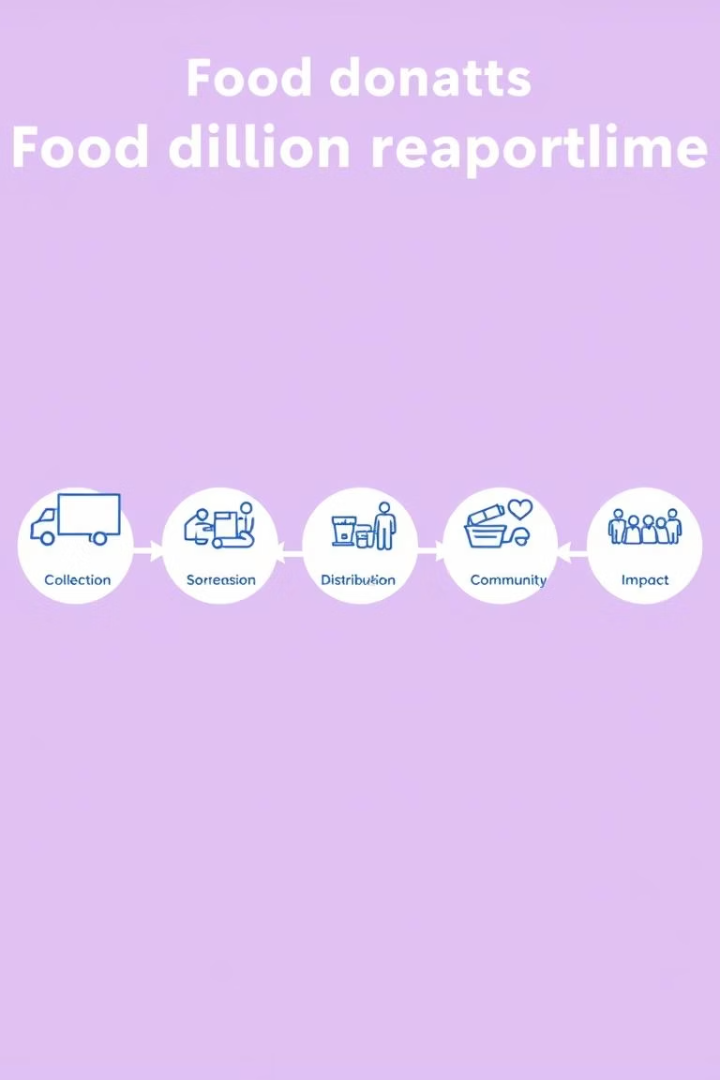 Food donatts
Food dillion reaportlime
Collection
Sorreasion
Distribution
Community
Impact